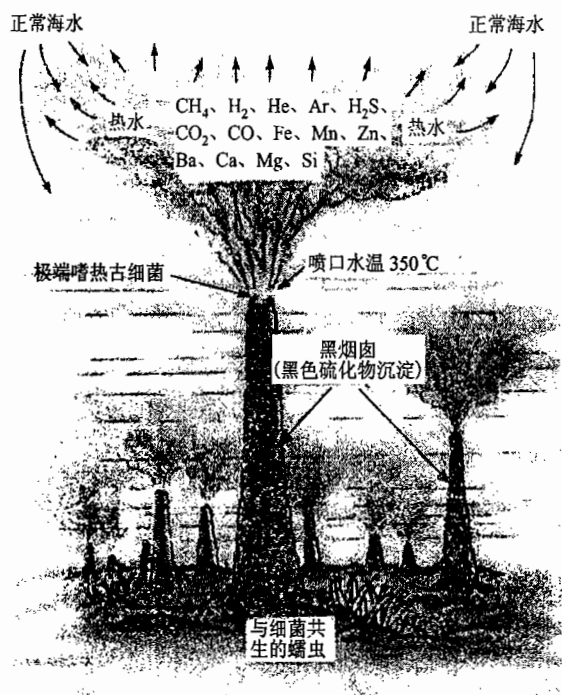 正常海水
正常海水
CH₄、H₂、He、Ar、H₂S、
热水
CO₂、CO、Fe、Mn、Zn、
热水
Ba、Ca、Mg、Si
极端嗜热古细菌
喷口水温 350℃
黑烟囱
(黑色硫化物沉淀)
与细菌共
生的蠕虫